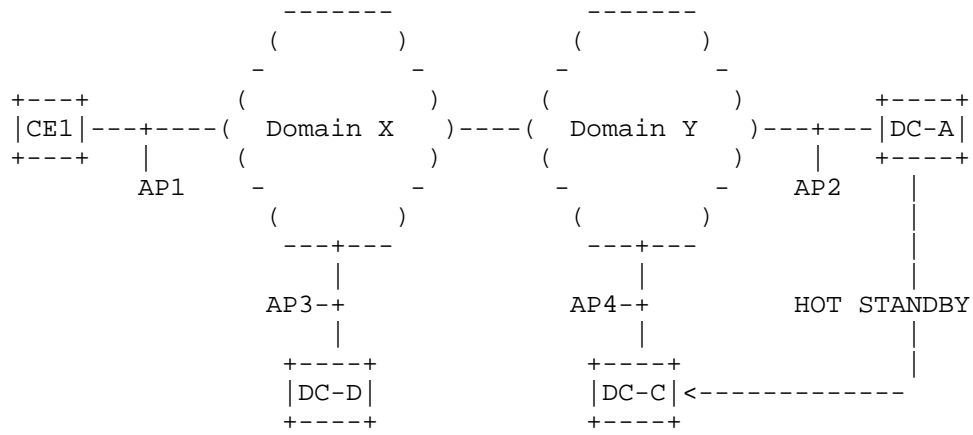 CE1 Domain X Domain Y DC-A
AP1 AP2
AP3 AP4 HOT STANDBY
DC-D DC-C